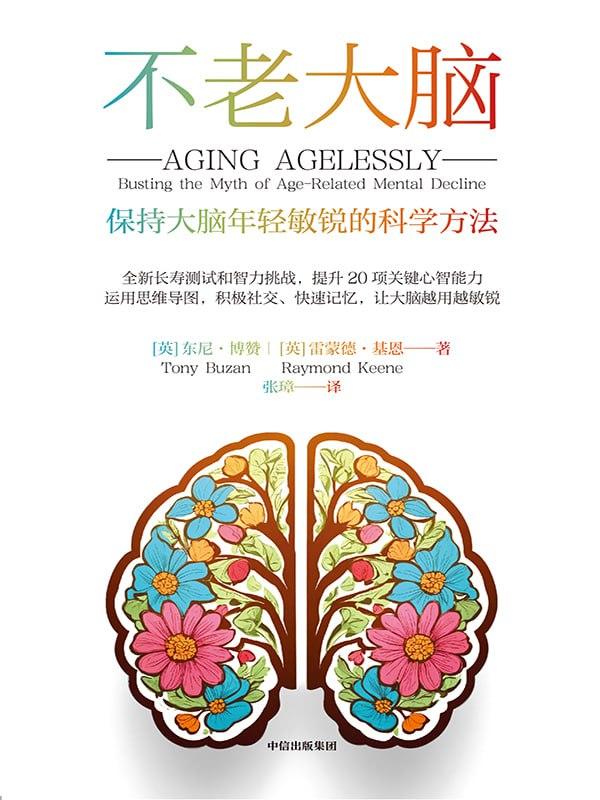 不老大脑
——AGING AGELESSLY——
Busting the Myth of Age-Related Mental Decline
保持大脑年轻敏锐的科学方法
全新长寿测试和智力挑战，提升20项关键心智能力
运用思维导图，积极社交、快速记忆，让大脑越用越敏锐
[英]东尼·博赞 | [英]雷蒙德·基恩——著
Tony Buzan Raymond Keene
张璋——译
中信出版集团